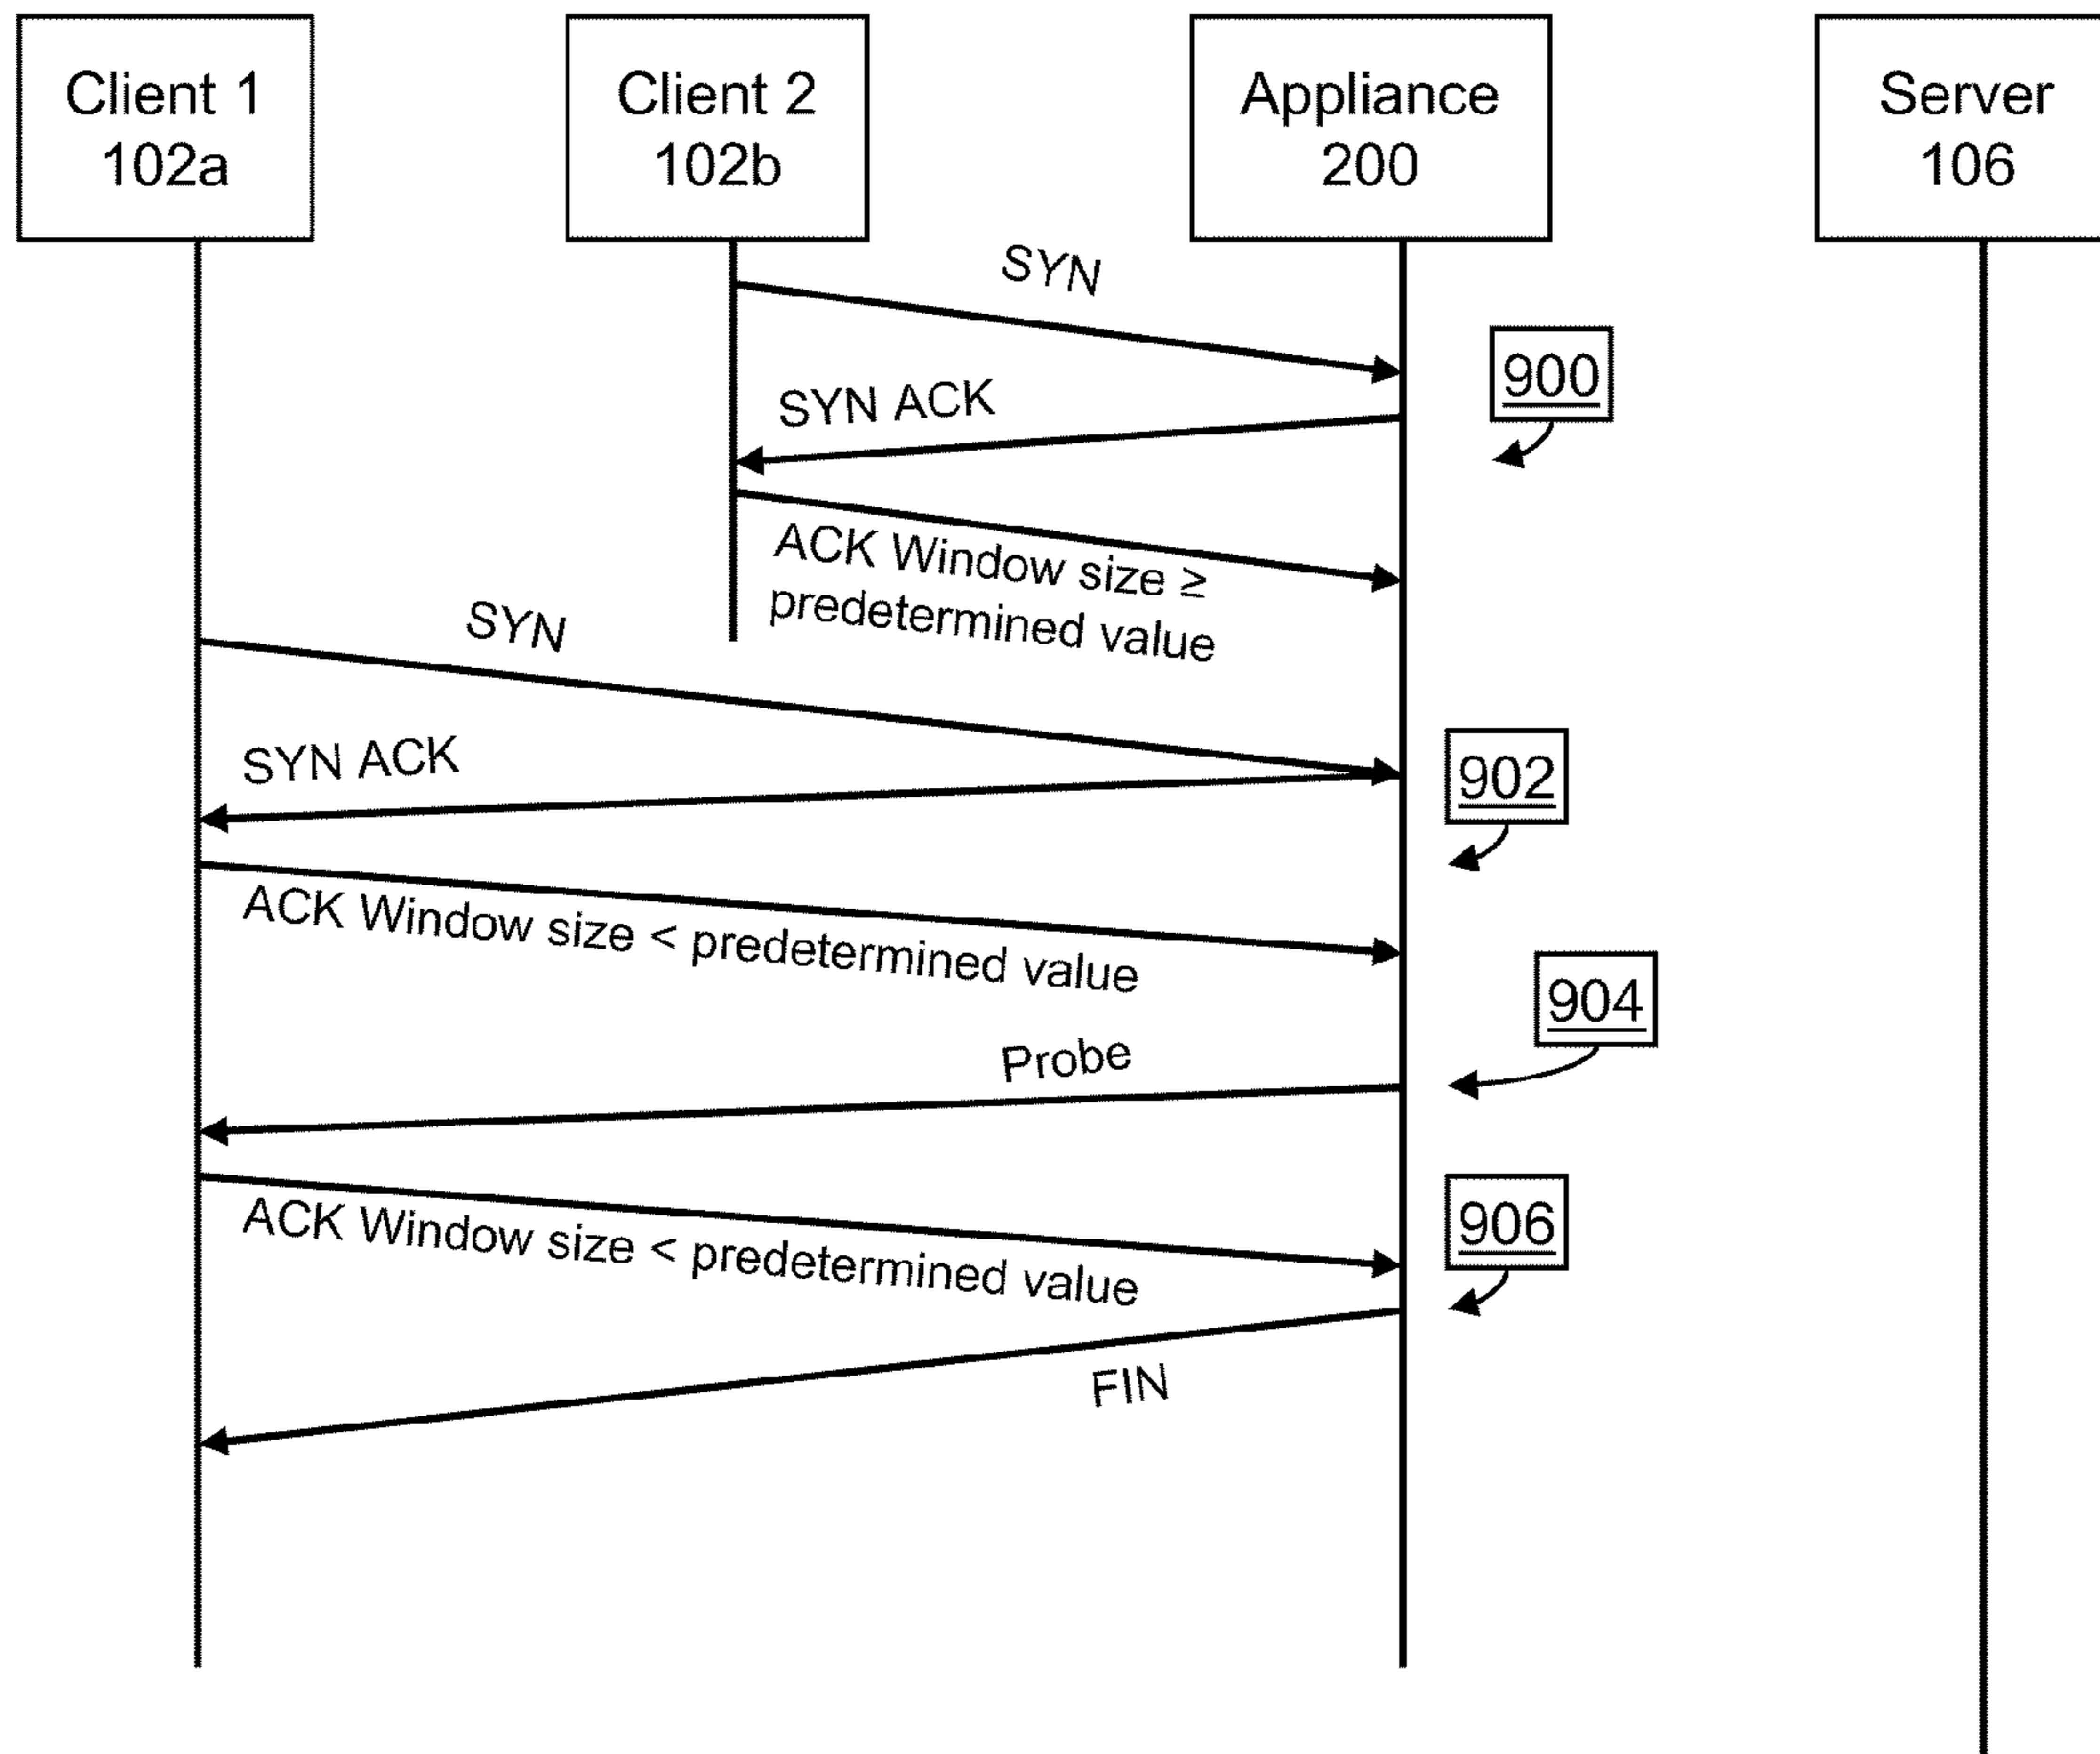 Client 1
102a
Client 2
102b
Appliance
200
Server
106
SYN
900
SYN ACK
ACK Window size ≥
predetermined value
SYN
902
SYN ACK
ACK Window size < predetermined value
904
Probe
906
ACK Window size < predetermined value
FIN